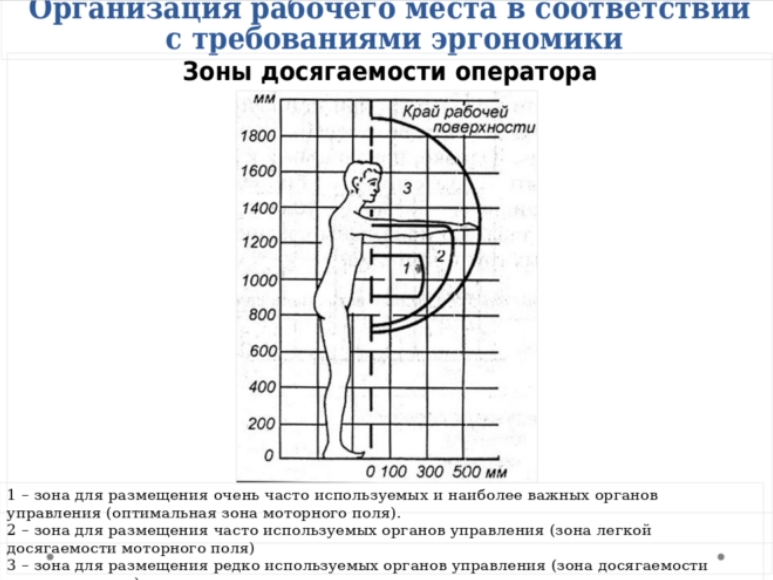 Организация рабочего места в соответствии
с требованиями эргономики
Зоны досягаемости оператора
мм
Край рабочей
поверхности
1800
1600
3
1400
1200
2
1
1000
800
600
400
200
0
0 100 300 500 мм
1 – зона для размещения очень часто используемых и наиболее важных органов
управления (оптимальная зона моторного поля).
2 – зона для размещения часто используемых органов управления (зона легкой
досягаемости моторного поля)
3 – зона для размещения редко используемых органов управления (зона досягаемости